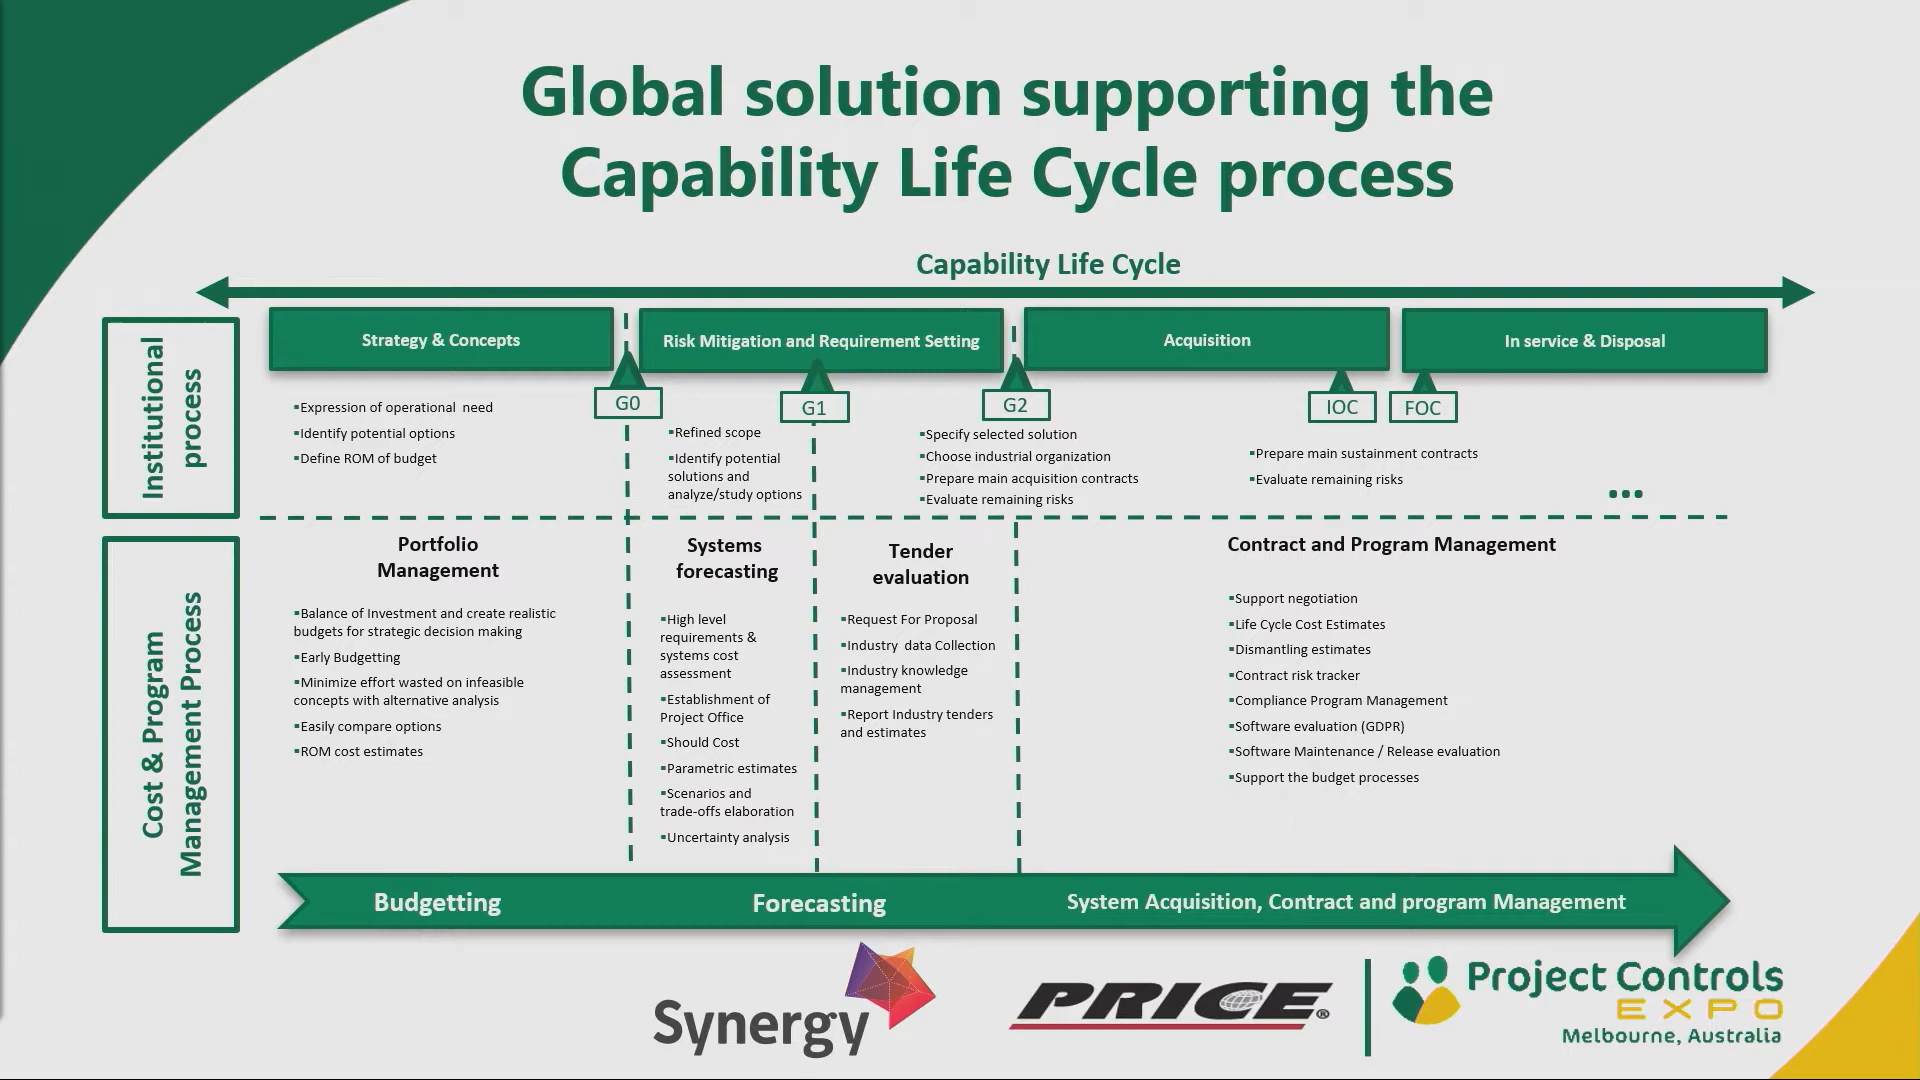 Global solution supporting the
Capability Life Cycle process
Capability Life Cycle
Institutional
process
Strategy & Concepts
Risk Mitigation and Requirement Setting
Acquisition
In service & Disposal
G0
G1
G2
IOC
FOC
▪Expression of operational need
▪Identify potential options
▪Define ROM of budget
▪Refined scope
▪Identify potential
solutions and
analyze/study options
▪Specify selected solution
▪Choose industrial organization
▪Prepare main acquisition contracts
▪Evaluate remaining risks
▪Prepare main sustainment contracts
▪Evaluate remaining risks
...
Cost & Program
Management Process
Portfolio
Management
▪Balance of Investment and create realistic
budgets for strategic decision making
▪Early Budgetting
▪Minimize effort wasted on infeasible
concepts with alternative analysis
▪Easily compare options
▪ROM cost estimates
Systems
forecasting
▪High level
requirements &
systems cost
assessment
▪Establishment of
Project Office
▪Should Cost
▪Parametric estimates
▪Scenarios and
trade-offs elaboration
▪Uncertainty analysis
Tender
evaluation
▪Request For Proposal
▪Industry data Collection
▪Industry knowledge
management
▪Report Industry tenders
and estimates
Contract and Program Management
▪Support negotiation
▪Life Cycle Cost Estimates
▪Dismantling estimates
▪Contract risk tracker
▪Compliance Program Management
▪Software evaluation (GDPR)
▪Software Maintenance / Release evaluation
▪Support the budget processes
Budgetting
Forecasting
System Acquisition, Contract and program Management
Synergy
PRICE®
Project Controls
EXPO
Melbourne, Australia